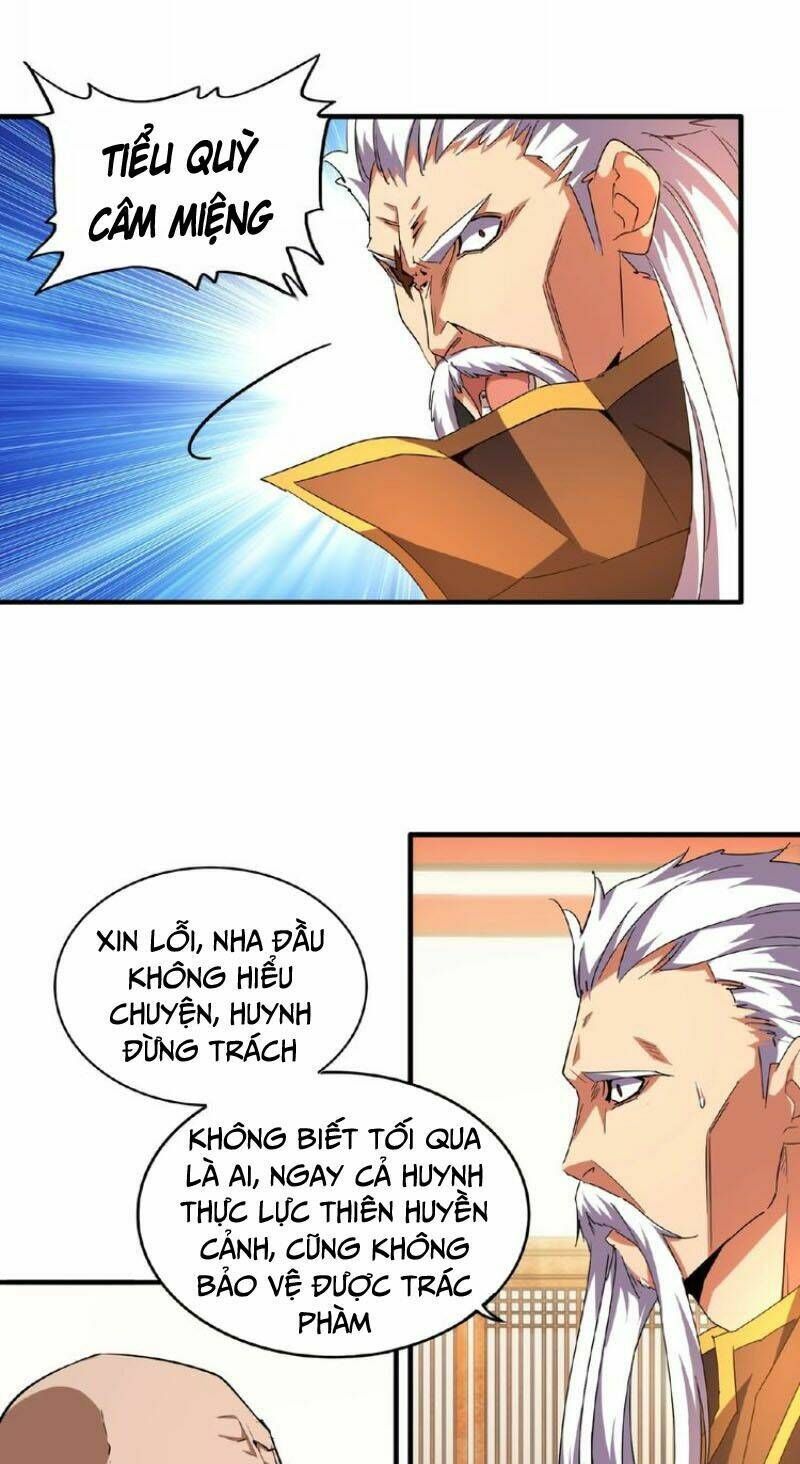 TIỂU QUỲ
CÂM MIỆNG
XIN LỖI, NHA ĐẦU
KHÔNG HIỂU
CHUYỆN, HUYNH
ĐỪNG TRÁCH
KHÔNG BIẾT TỐI QUA
LÀ AI, NGAY CẢ HUYNH
THỰC LỰC THIÊN HUYỀN
CẢNH, CŨNG KHÔNG
BẢO VỆ ĐƯỢC TRÁC
PHÀM